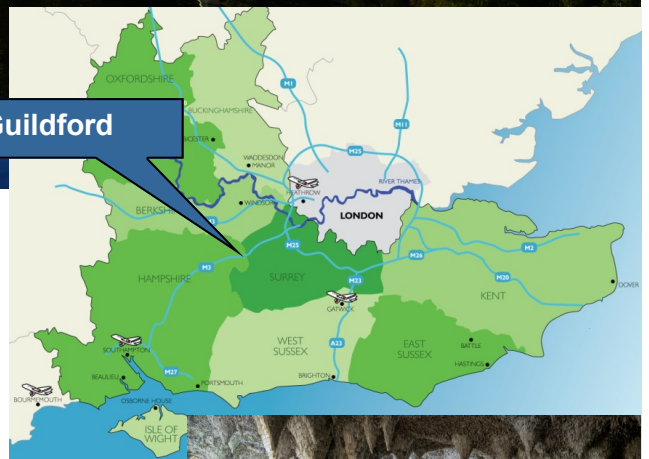 OXFORDSHIRE
M1
BUCKINGHAMSHIRE
Guildford
M11
M25
WADDESDON
MANOR
RIVER THAMES
HEATHROW
WINDSOR
BERKSHIRE
LONDON
M25
M2
M3
M26
HAMPSHIRE
SURREY
M23
M20
KENT
DOVER
GATWICK
WEST
SUSSEX
EAST
SUSSEX
A23
BATTLE
SOUTHAMPTON
HASTINGS
BEAULIEU
M27
BRIGHTON
PORTSMOUTH
BOURNEMOUTH
OSBORNE HOUSE
ISLE OF
WIGHT